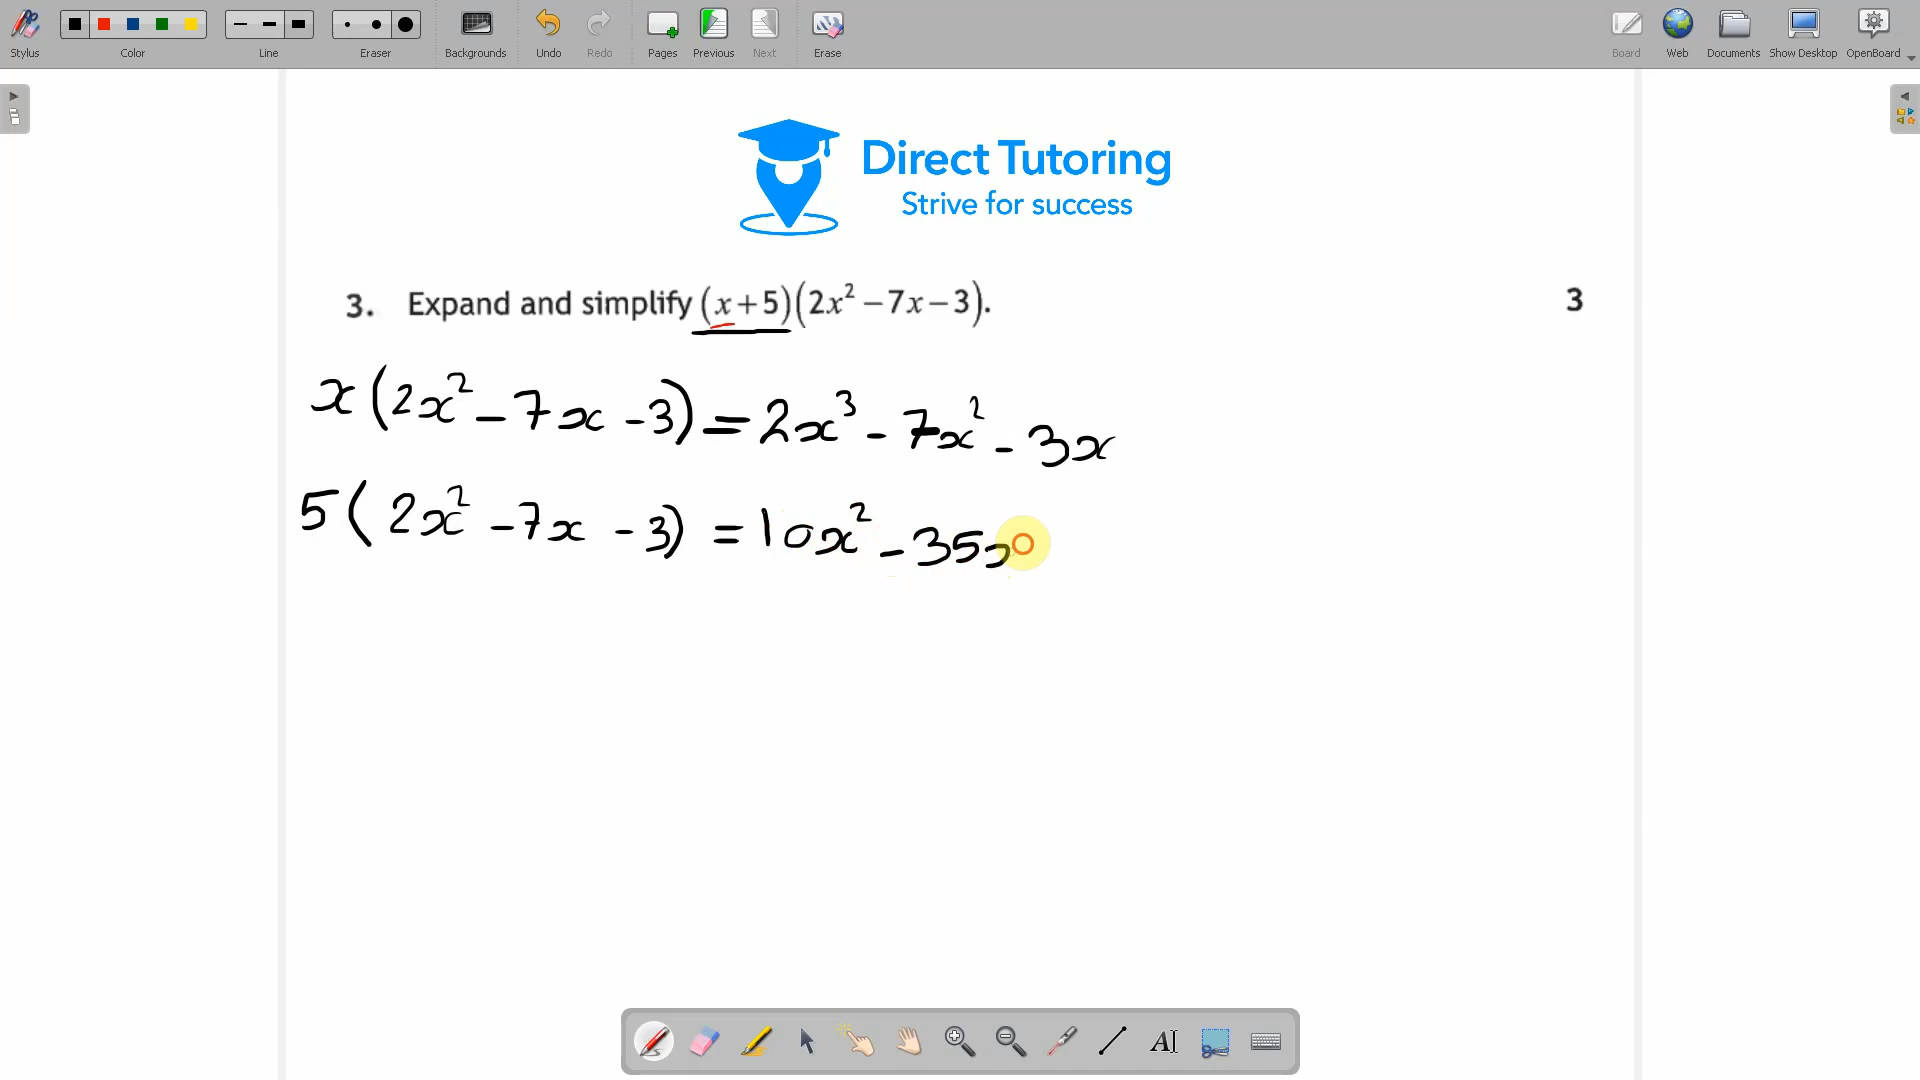 Stylus Color Line Eraser Backgrounds Undo Redo Pages Previous Next Erase Board Web Documents Show Desktop OpenBoard
Direct Tutoring
Strive for success
3. Expand and simplify (x+5)(2x² − 7x − 3). 3
x(2x² − 7x − 3) = 2x³ − 7x² − 3x
5(2x² − 7x − 3) = 10x² − 35x
AI